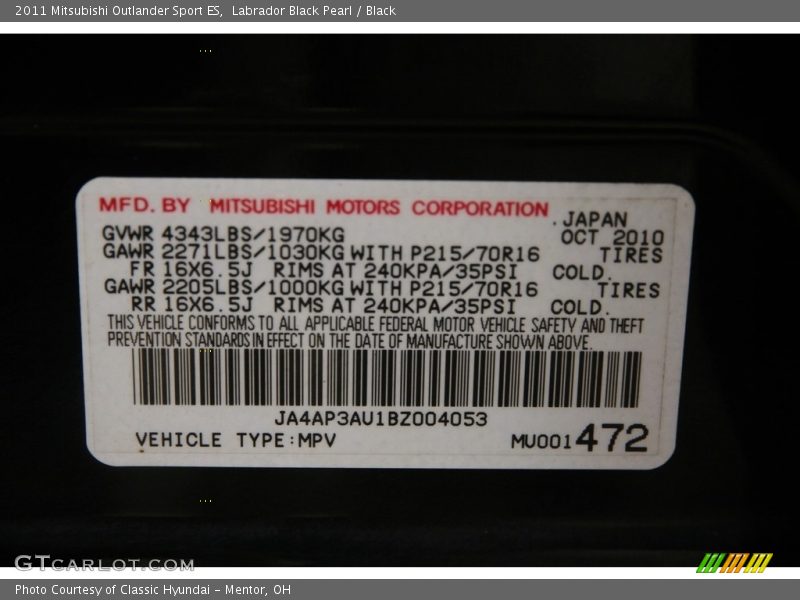 2011 Mitsubishi Outlander Sport ES, Labrador Black Pearl / Black
MFD. BY MITSUBISHI MOTORS CORPORATION
. JAPAN
GVWR 4343LBS/1970KG OCT 2010
GAWR 2271LBS/1030KG WITH P215/70R16 TIRES
FR 16X6.5J RIMS AT 240KPA/35PSI COLD.
GAWR 2205LBS/1000KG WITH P215/70R16 TIRES
RR 16X6.5J RIMS AT 240KPA/35PSI COLD.
THIS VEHICLE CONFORMS TO ALL APPLICABLE FEDERAL MOTOR VEHICLE SAFETY AND THEFT
PREVENTION STANDARDS IN EFFECT ON THE DATE OF MANUFACTURE SHOWN ABOVE.
JA4AP3AU1BZ004053
VEHICLE TYPE:MPV MU001472
GTCARLOT.COM
Photo Courtesy of Classic Hyundai - Mentor, OH